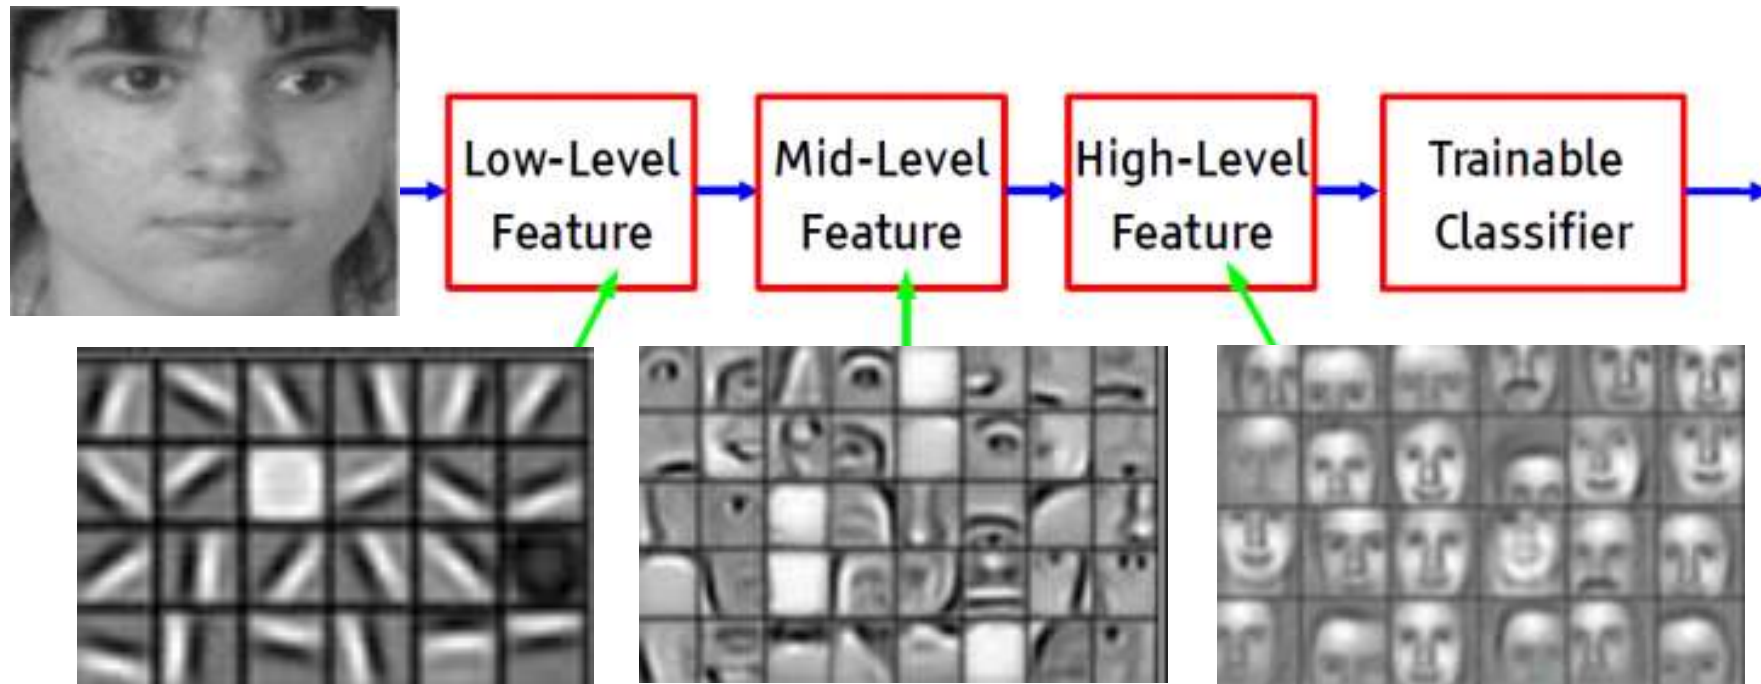 Low-Level
Feature
Mid-Level
Feature
High-Level
Feature
Trainable
Classifier